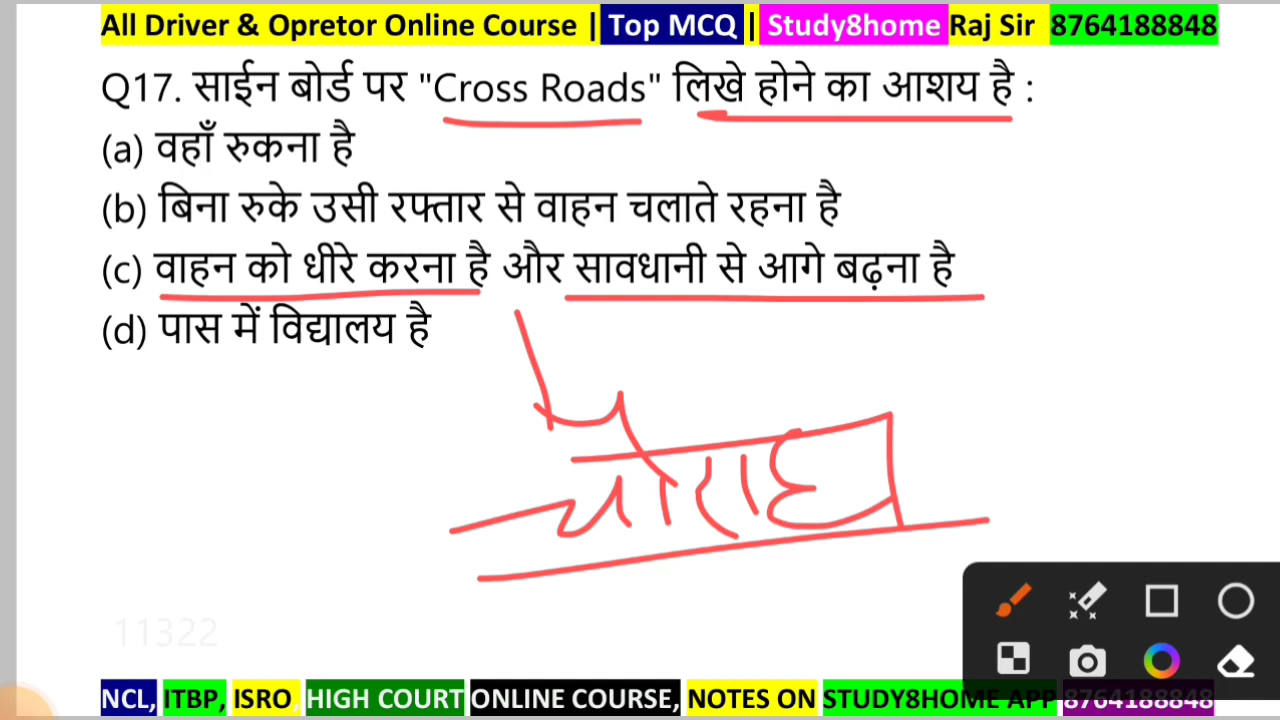 All Driver & Opretor Online Course | Top MCQ | Study8home Raj Sir 8764188848
Q17. साईन बोर्ड पर "Cross Roads" लिखे होने का आशय है :
(a) वहाँ रुकना है
(b) बिना रुके उसी रफ्तार से वाहन चलाते रहना है
(c) वाहन को धीरे करना है और सावधानी से आगे बढ़ना है
(d) पास में विद्यालय है
चौराहा
11322
NCL, ITBP, ISRO, HIGH COURT ONLINE COURSE, NOTES ON STUDY8HOME APP 8764188848